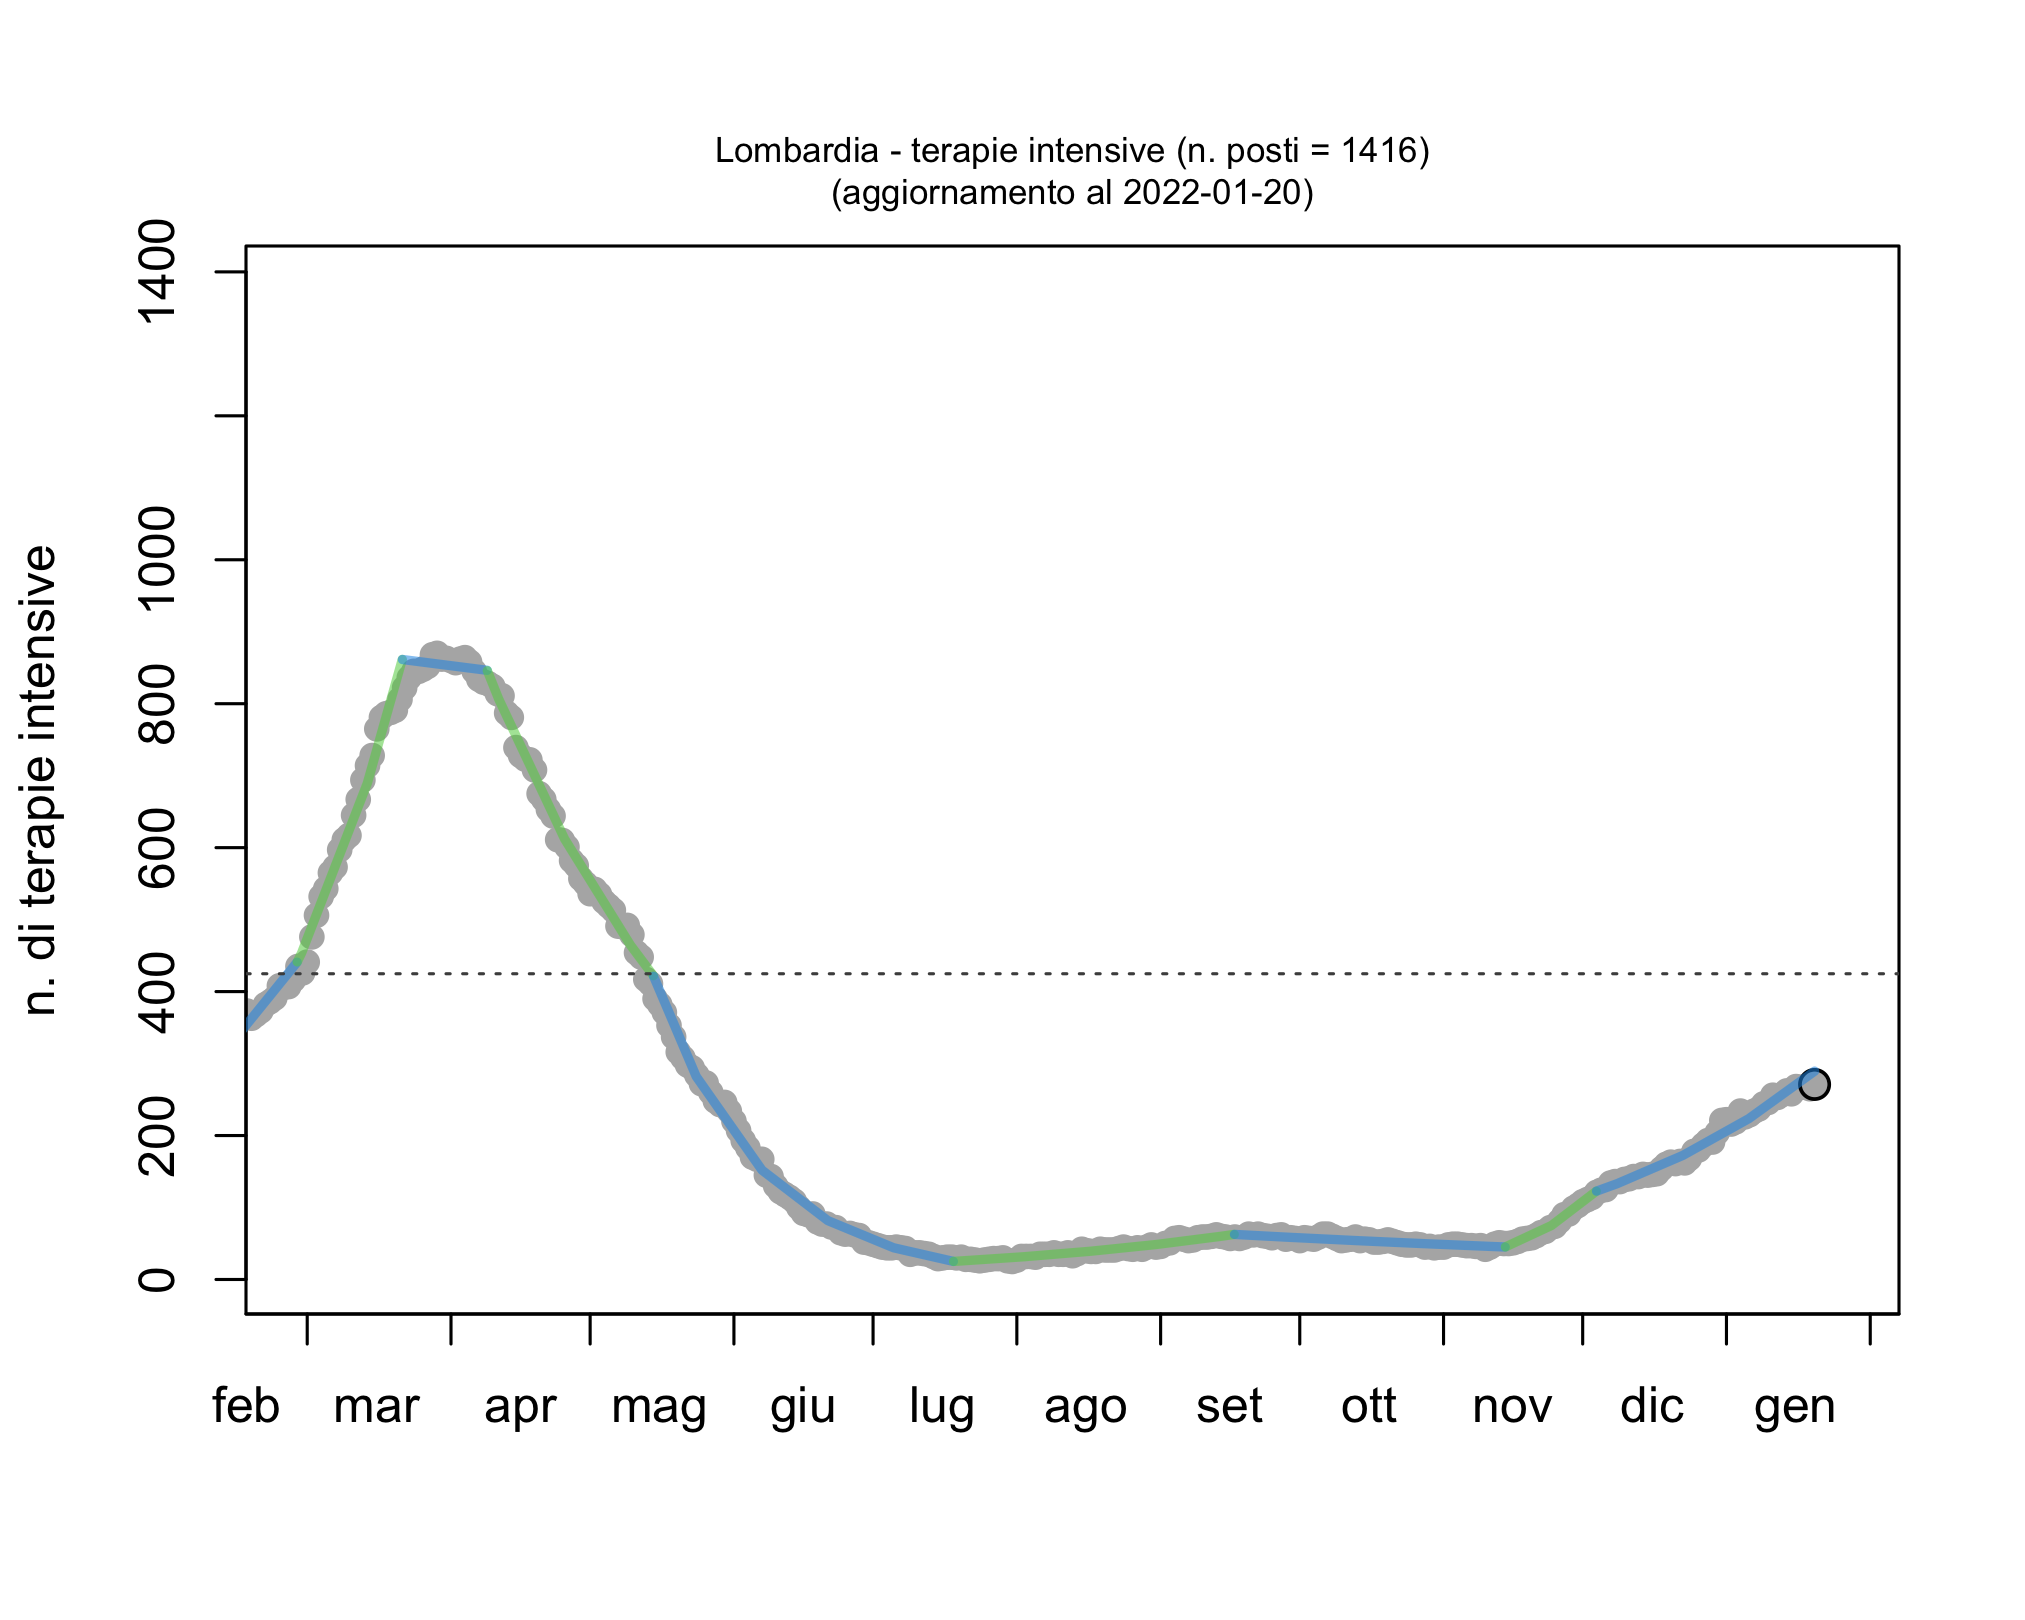 Lombardia - terapie intensive (n. posti = 1416)
(aggiornamento al 2022-01-20)
n. di terapie intensive
1400
1000
800
600
400
200
0
feb mar apr mag giu lug ago set ott nov dic gen